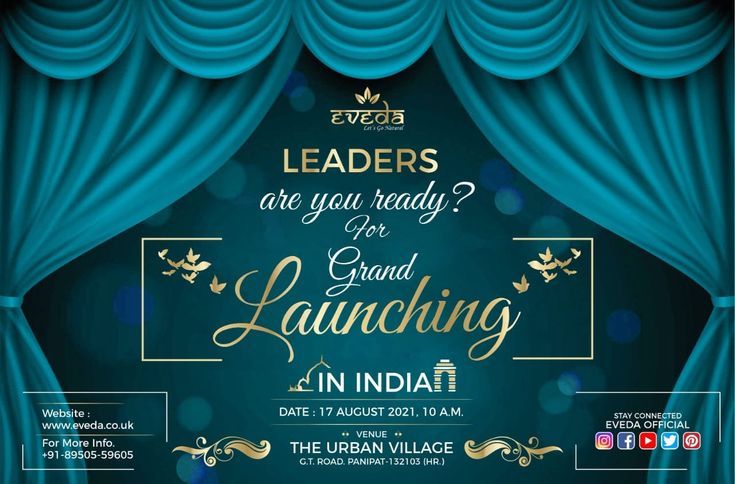 eveda
Let's Go Natural
LEADERS
are you ready?
For
Grand
Launching
IN INDIA
DATE : 17 AUGUST 2021, 10 A.M.
VENUE
THE URBAN VILLAGE
G.T. ROAD. PANIPAT-132103 (HR.)
Website :
www.eveda.co.uk
For More Info.
+91-89505-59605
STAY CONNECTED
EVEDA OFFICIAL